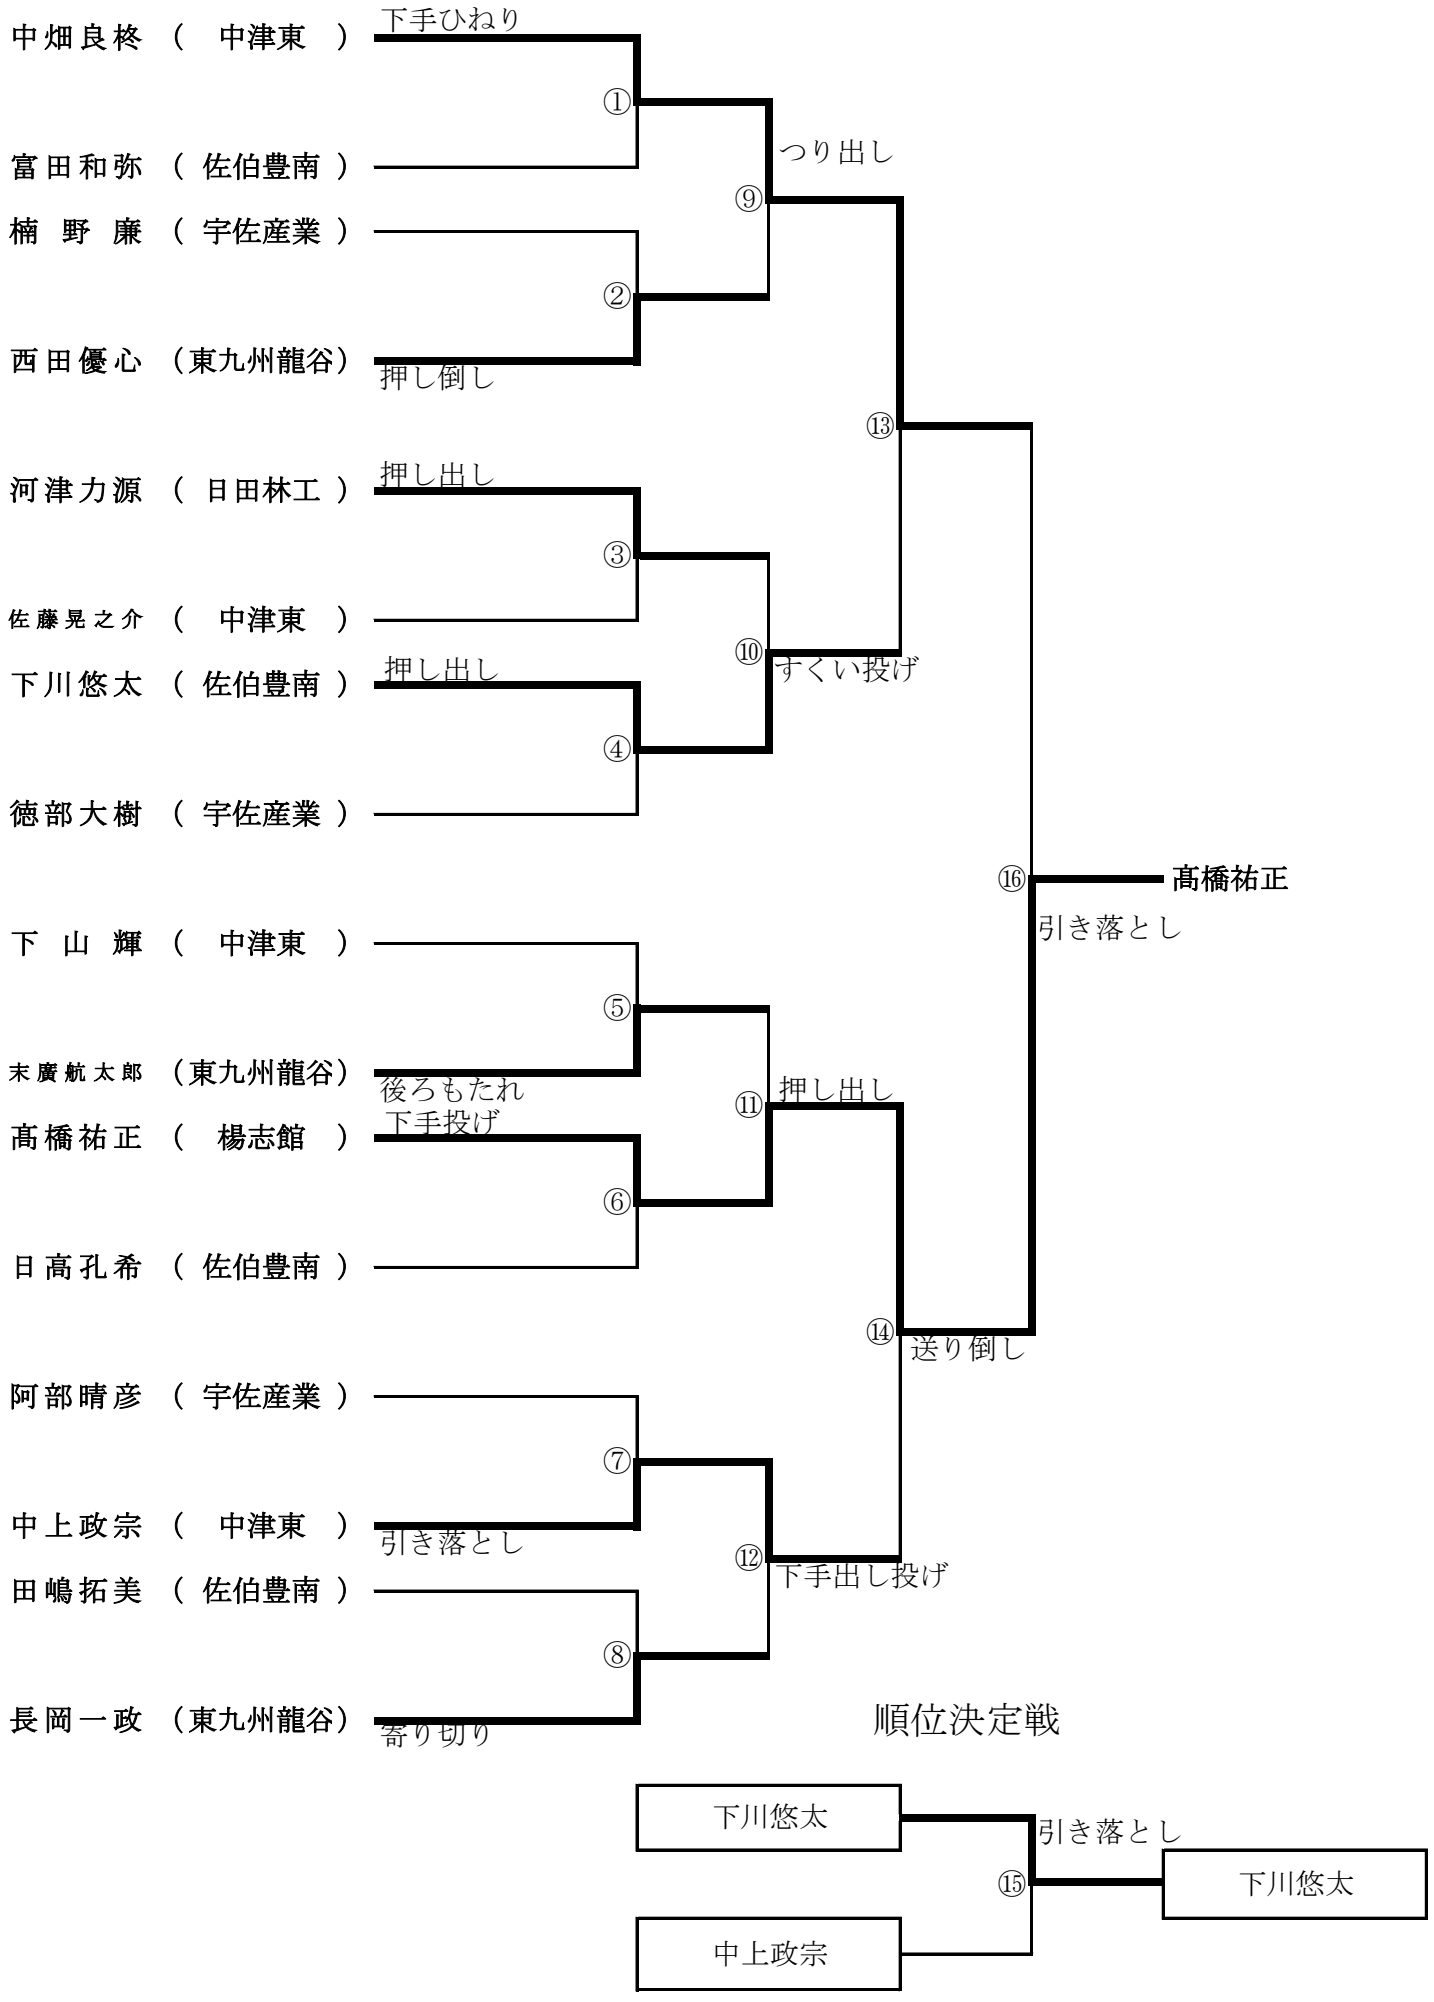 下手ひねり
中畑良柊 ( 中津東 )
①
つり出し
富田和弥 ( 佐伯豊南 )
⑨
楠野廉 ( 宇佐産業 )
②
西田優心 (東九州龍谷)
押し倒し
⑬
押し出し
河津力源 ( 日田林工 )
③
佐藤晃之介 ( 中津東 )
⑩
すくい投げ
押し出し
下川悠太 ( 佐伯豊南 )
④
徳部大樹 ( 宇佐産業 )
⑯
髙橋祐正
引き落とし
下山輝 ( 中津東 )
⑤
末廣航太郎 (東九州龍谷)
後ろもたれ
押し出し
⑪
下手投げ
髙橋祐正 ( 楊志館 )
⑥
日高孔希 ( 佐伯豊南 )
⑭
送り倒し
阿部晴彦 ( 宇佐産業 )
⑦
中上政宗 ( 中津東 )
引き落とし
⑫
下手出し投げ
田嶋拓美 ( 佐伯豊南 )
⑧
長岡一政 (東九州龍谷)
寄り切り
順位決定戦
下川悠太
引き落とし
⑮
下川悠太
中上政宗